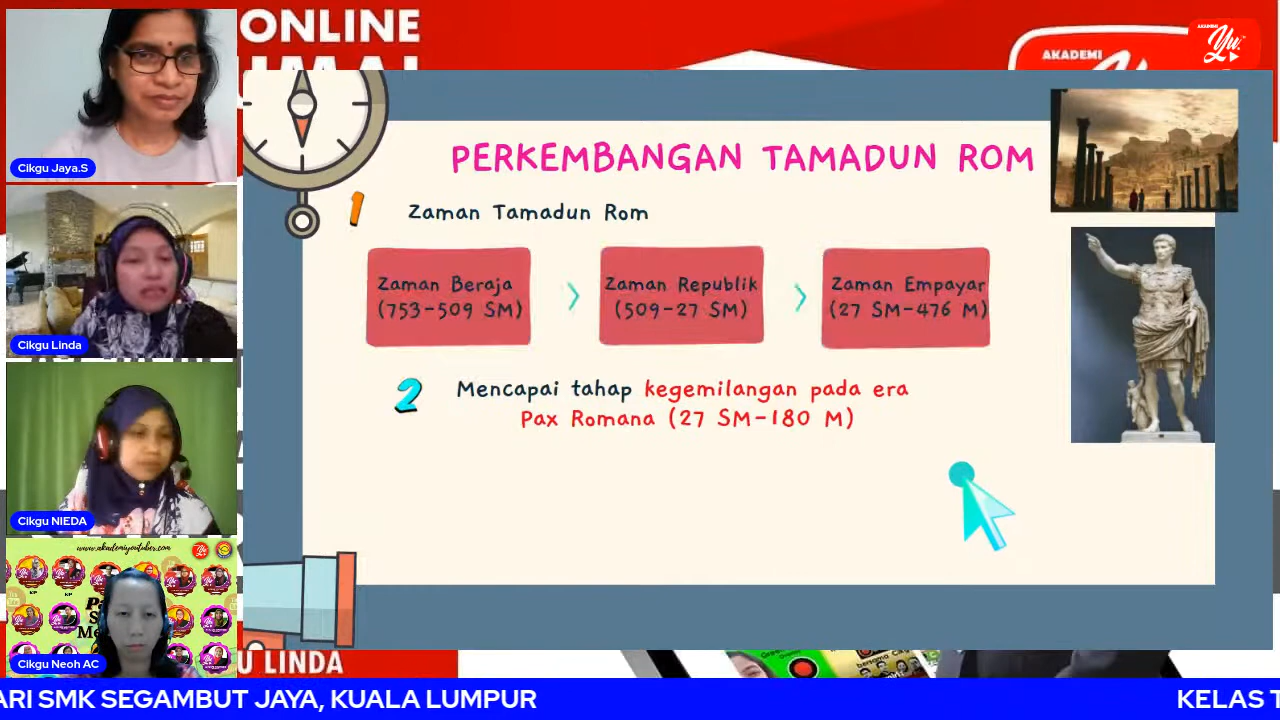 ONLINE
AKADEMI
AKADEMI
Yu
PERKEMBANGAN TAMADUN ROM
1
Zaman Tamadun Rom
Zaman Beraja
(753-509 SM)
>
Zaman Republik
(509-27 SM)
>
Zaman Empayar
(27 SM-476 M)
2
Mencapai tahap kegemilangan pada era
Pax Romana (27 SM-180 M)
Cikgu Jaya.S
Cikgu Linda
Cikgu NIEDA
www.akademiyoutuber.com
Cikgu Neoh AC
U LINDA
ARI SMK SEGAMBUT JAYA, KUALA LUMPUR
KELAS T